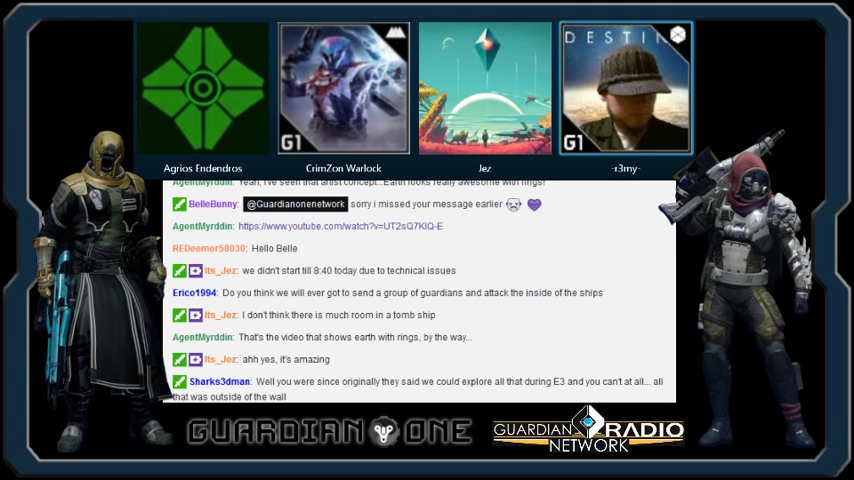 DESTIN
G1
G1
Agrios Endendros
CrimZon Warlock
Jez
-r3my-
AgentMyrddin: Yeah, I've seen that artist concept...Earth looks really awesome with rings!
BelleBunny: @Guardianonenetwork sorry i missed your message earlier
AgentMyrddin: https://www.youtube.com/watch?v=UT2sQ7KIQ-E
REDeemer58030: Hello Belle
Its_Jez: we didn't start till 8:40 today due to technical issues
Erico1994: Do you think we will ever got to send a group of guardians and attack the inside of the ships
Its_Jez: I don't think there is much room in a tomb ship
AgentMyrddin: That's the video that shows earth with rings, by the way...
Its_Jez: ahh yes, it's amazing
Sharks3dman: Well you were since originally they said we could explore all that during E3 and you can't at all... all
that was outside of the wall
GUARDIAN ONE
GUARDIAN RADIO
NETWORK